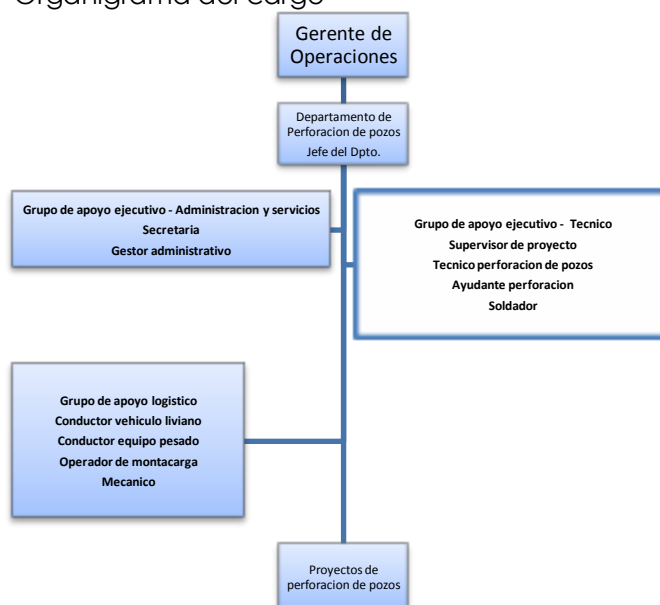 Organigrama del cargo
Gerente de
Operaciones
Departamento de
Perforacion de pozos
Jefe del Dpto.
Grupo de apoyo ejecutivo - Administracion y servicios
Secretaria
Gestor administrativo
Grupo de apoyo ejecutivo - Tecnico
Supervisor de proyecto
Tecnico perforacion de pozos
Ayudante perforacion
Soldador
Grupo de apoyo logistico
Conductor vehiculo liviano
Conductor equipo pesado
Operador de montacarga
Mecanico
Proyectos de
perforacion de pozos